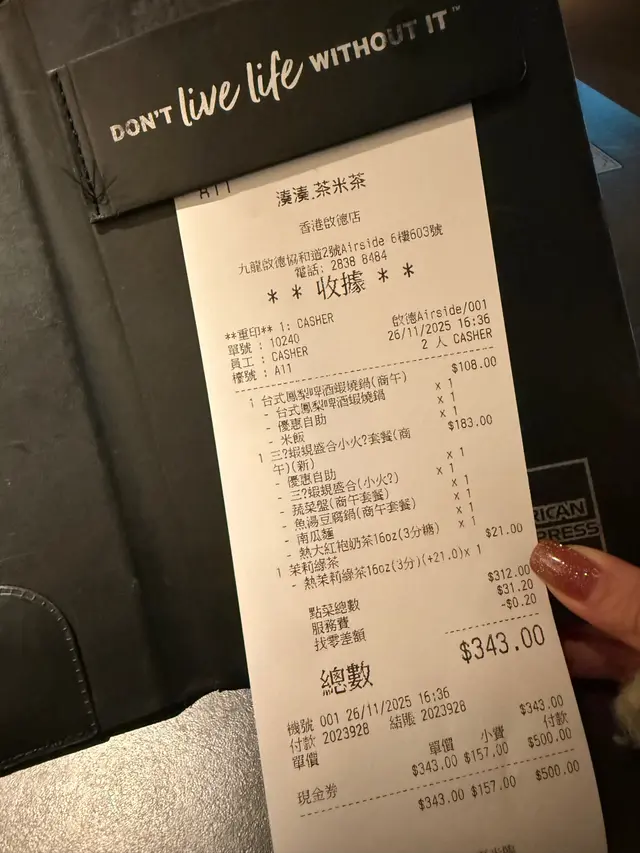 DON'T live life WITHOUT IT™
A11
湊湊.茶米茶
香港啟德店
九龍啟德協和道2號Airside 6樓603號
電話: 2838 8484
* * 收據 * *
**重印** 1: CASHER 啟德Airside/001
單號 : 10240 26/11/2025 16:36
員工 : CASHER 2 人 CASHER
檯號 : A11
1 台式鳳梨啤酒蝦燒鍋(商午) $108.00
- 台式鳳梨啤酒蝦燒鍋 x 1
- 優惠自助 x 1
- 米飯 x 1
1 三?蝦蜆盛合小火?套餐(商 $183.00
午)(新)
- 優惠自助 x 1
- 三?蝦蜆盛合(小火?) x 1
- 蔬菜盤(商午套餐) x 1
- 魚湯豆腐鍋(商午套餐) x 1
- 南瓜麵 x 1
- 熱大紅袍奶茶16oz(3分糖) x 1
1 茉莉綠茶 $21.00
- 熱茉莉綠茶16oz(3分)(+21.0)x 1
點菜總數 $312.00
服務費 $31.20
找零差額 -$0.20
總數 $343.00
機號 001 26/11/2025 16:36
付款 2023928 結賬 2023928 $343.00
單價 單價 小費 付款
$343.00 $157.00 $500.00
現金券
$343.00 $157.00 $500.00
RICAN
PRESS